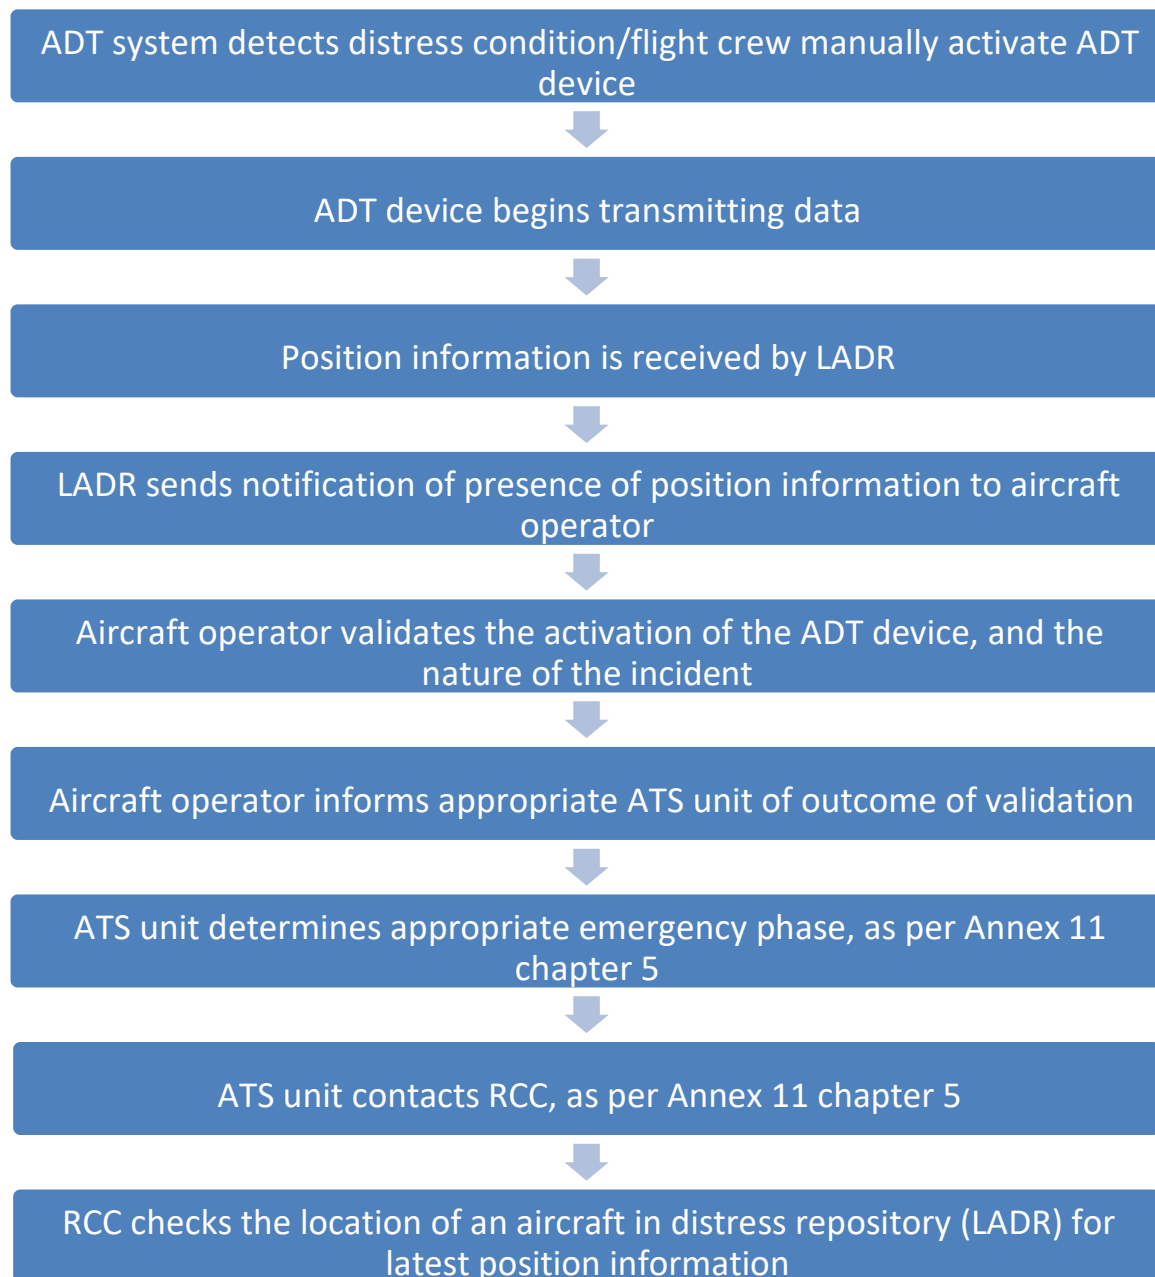 ADT system detects distress condition/flight crew manually activate ADT
device
ADT device begins transmitting data
Position information is received by LADR
LADR sends notification of presence of position information to aircraft
operator
Aircraft operator validates the activation of the ADT device, and the
nature of the incident
Aircraft operator informs appropriate ATS unit of outcome of validation
ATS unit determines appropriate emergency phase, as per Annex 11
chapter 5
ATS unit contacts RCC, as per Annex 11 chapter 5
RCC checks the location of an aircraft in distress repository (LADR) for
latest position information